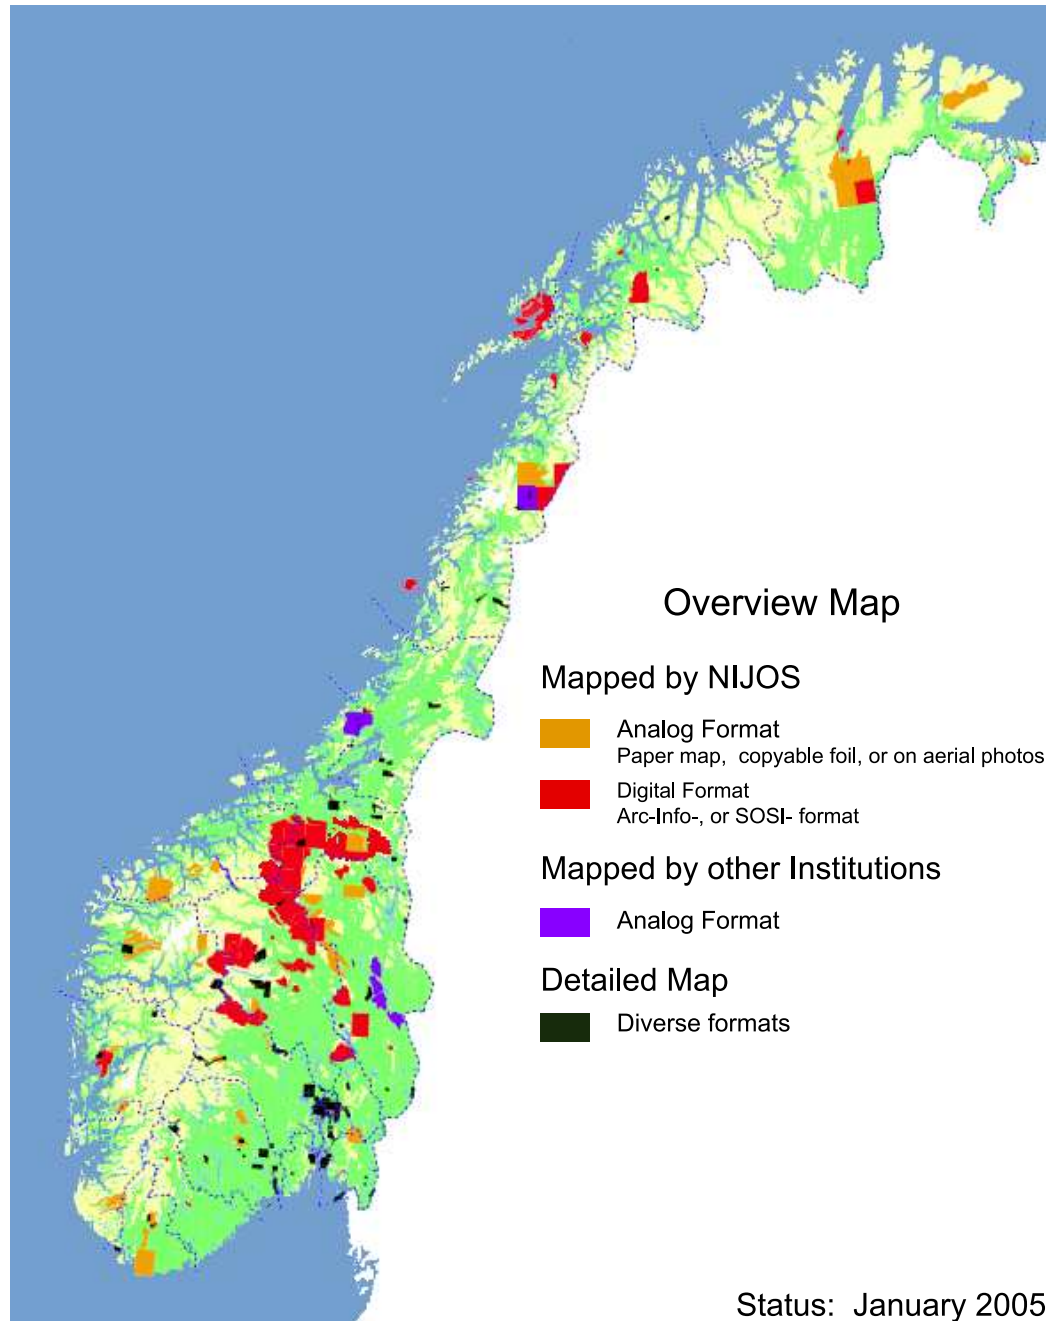 Overview Map
Mapped by NIJOS
Analog Format
Paper map, copyable foil, or on aerial photos
Digital Format
Arc-Info-, or SOSI- format
Mapped by other Institutions
Analog Format
Detailed Map
Diverse formats
Status: January 2005